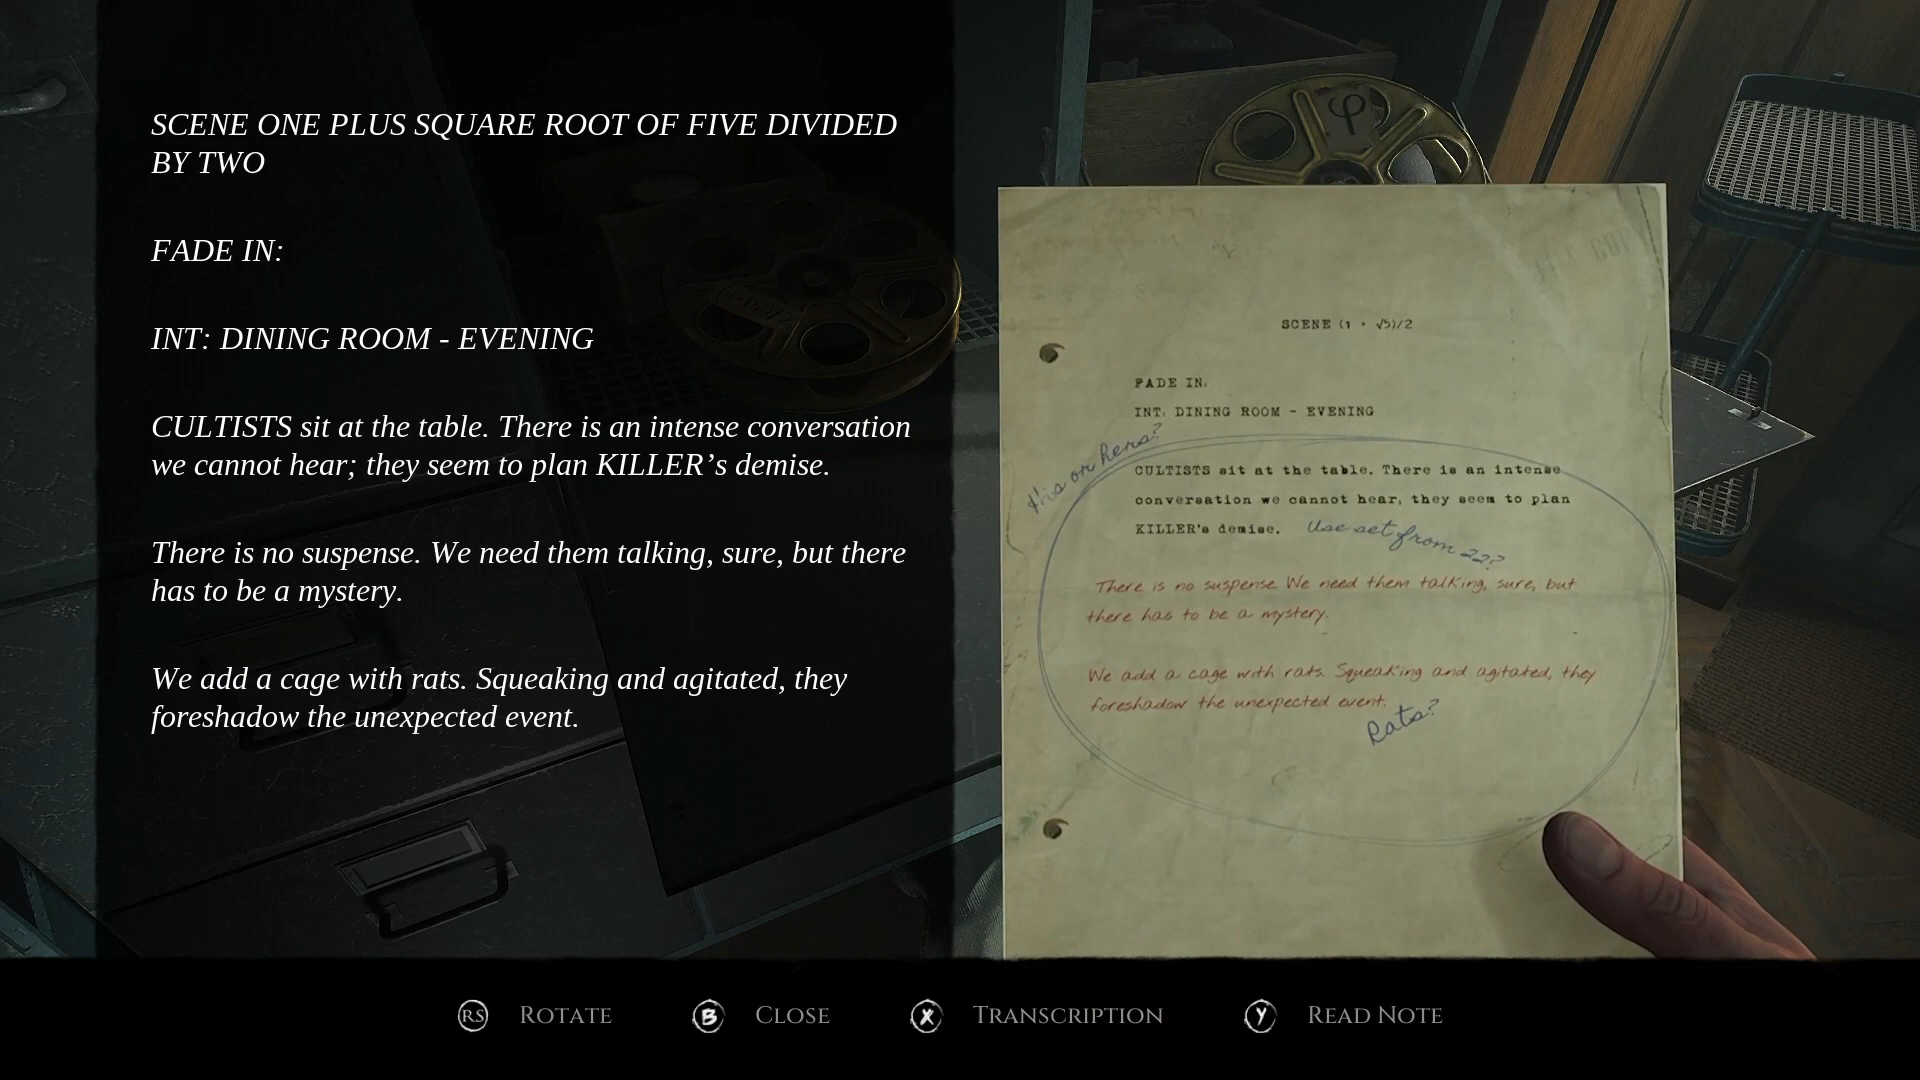 SCENE ONE PLUS SQUARE ROOT OF FIVE DIVIDED
BY TWO
FADE IN:
INT: DINING ROOM - EVENING
CULTISTS sit at the table. There is an intense conversation
we cannot hear; they seem to plan KILLER’s demise.
There is no suspense. We need them talking, sure, but there
has to be a mystery.
We add a cage with rats. Squeaking and agitated, they
foreshadow the unexpected event.
φ
SCENE (1 + √5)/2
FADE IN:
INT: DINING ROOM - EVENING
this or hens?
CULTISTS sit at the table. There is an intense
conversation we cannot hear; they seem to plan
KILLER's demise. Use set from 22?
There is no suspense. We need them talking, sure, but
there has to be a mystery.
We add a cage with rats. Squeaking and agitated, they
foreshadow the unexpected event.
Rats?
RS ROTATE
B CLOSE
X TRANSCRIPTION
Y READ NOTE